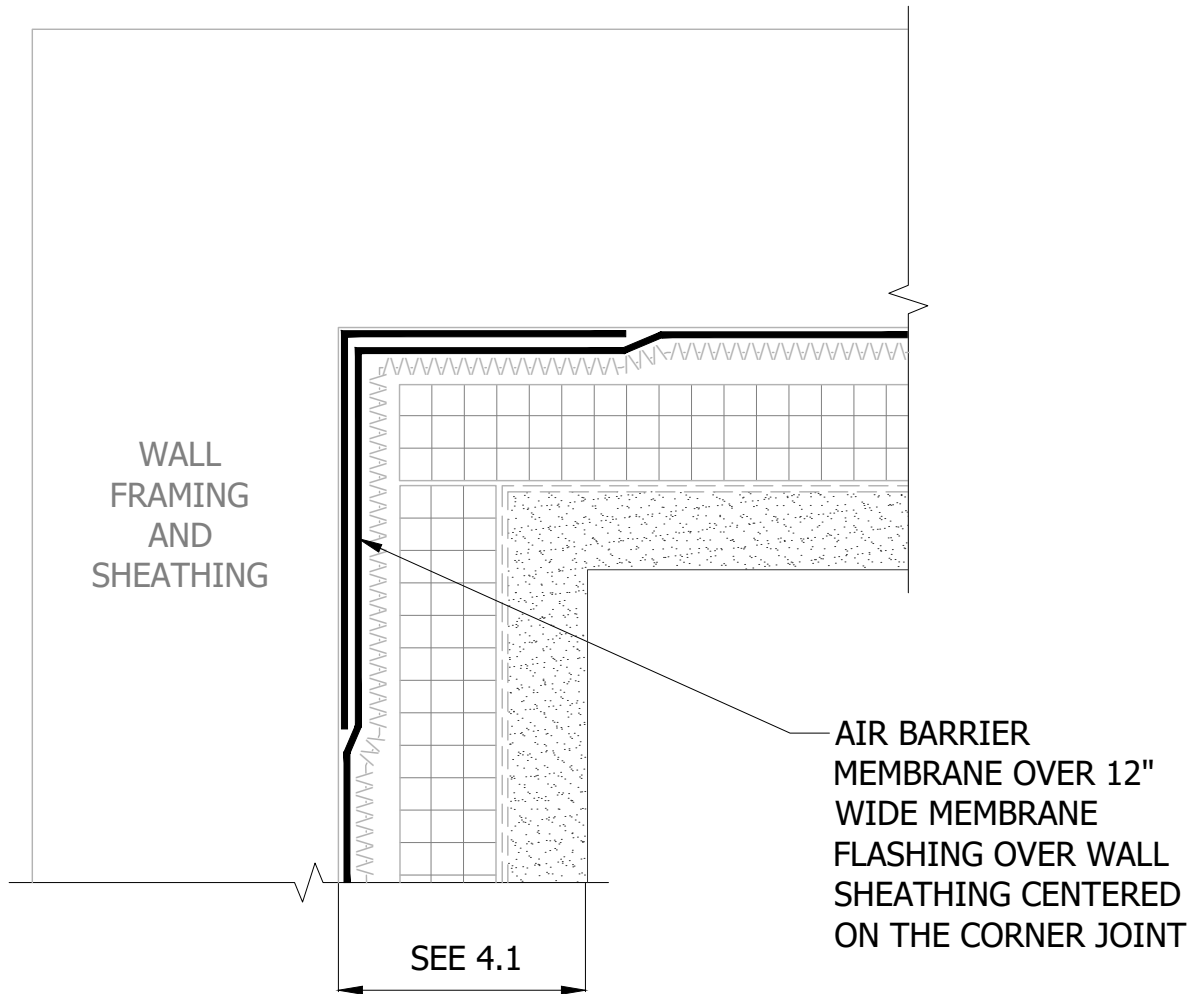 WALL
FRAMING
AND
SHEATHING
AIR BARRIER
MEMBRANE OVER 12"
WIDE MEMBRANE
FLASHING OVER WALL
SHEATHING CENTERED
ON THE CORNER JOINT
SEE 4.1